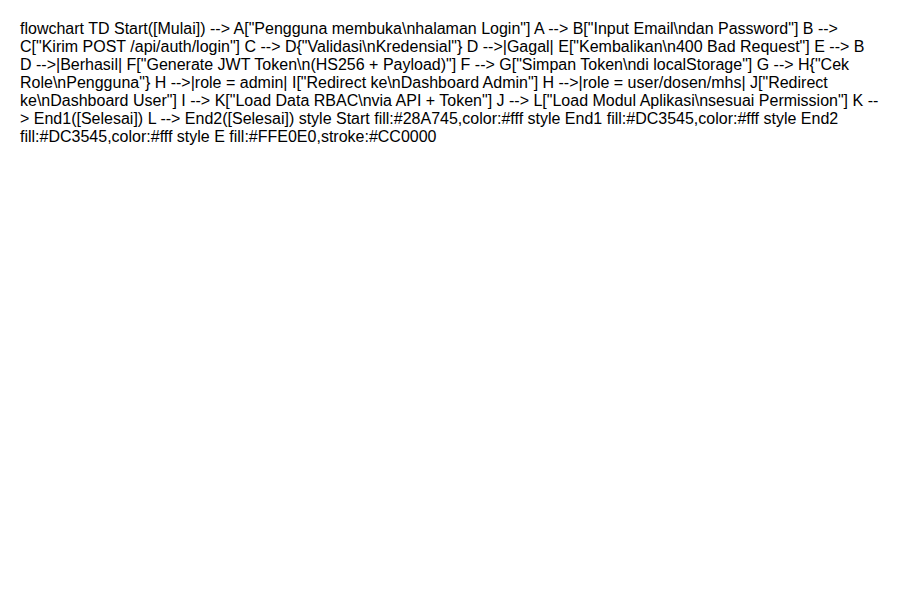 flowchart TD Start([Mulai]) --> A["Pengguna membuka\nhalaman Login"] A --> B["Input Email\ndan Password"] B -->
C["Kirim POST /api/auth/login"] C --> D{"Validasi\nKredensial"} D -->|Gagal| E["Kembalikan\n400 Bad Request"] E --> B
D -->|Berhasil| F["Generate JWT Token\n(HS256 + Payload)"] F --> G["Simpan Token\ndi localStorage"] G --> H{"Cek
Role\nPengguna"} H -->|role = admin| I["Redirect ke\nDashboard Admin"] H -->|role = user/dosen/mhs| J["Redirect
ke\nDashboard User"] I --> K["Load Data RBAC\nvia API + Token"] J --> L["Load Modul Aplikasi\nsesuai Permission"] K --
> End1([Selesai]) L --> End2([Selesai]) style Start fill:#28A745,color:#fff style End1 fill:#DC3545,color:#fff style End2
fill:#DC3545,color:#fff style E fill:#FFE0E0,stroke:#CC0000